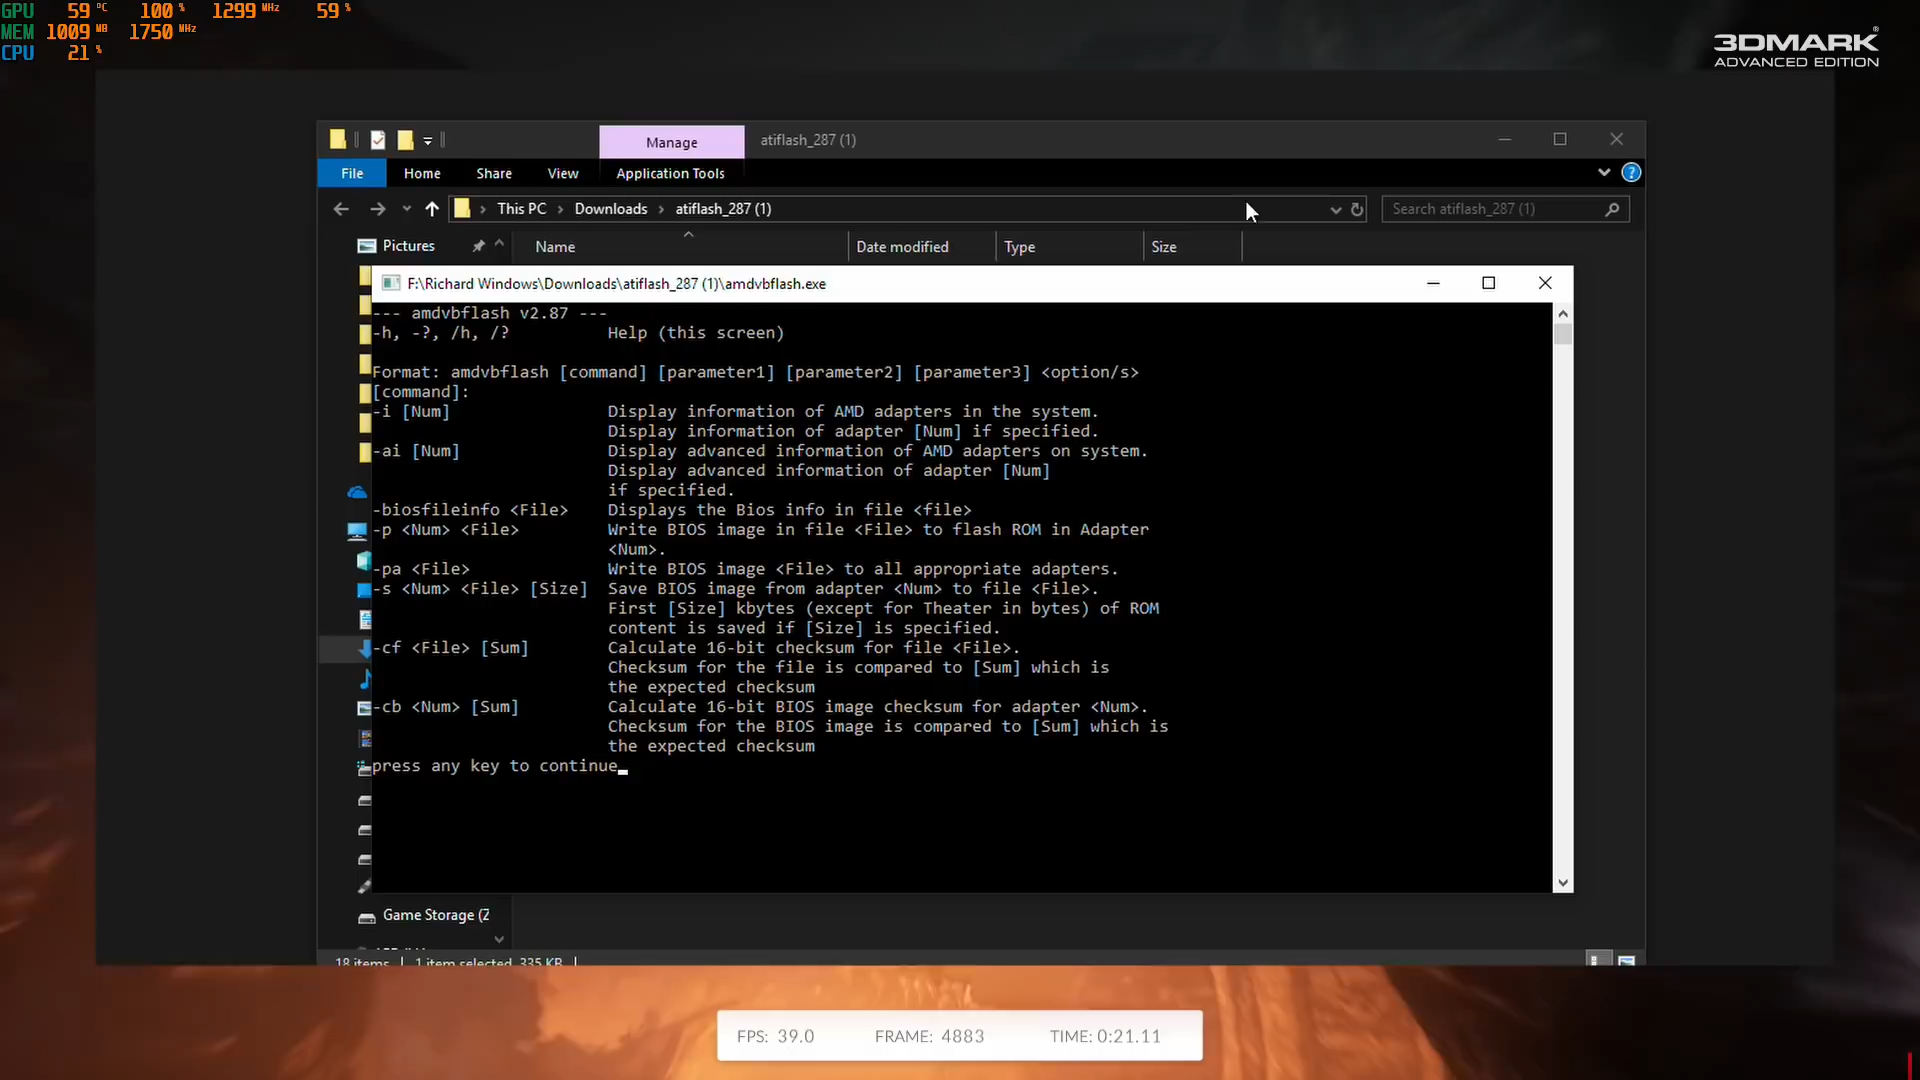 GPU 59 °C 100 % 1299 MHz 59 %
MEM 1009 MB 1750 MHz
CPU 21 %
3DMARK®
ADVANCED EDITION
Manage
atiflash_287 (1)
File Home Share View Application Tools
› This PC › Downloads › atiflash_287 (1)
Search atiflash_287 (1)
Pictures
Name Date modified Type Size
F:\Richard Windows\Downloads\atiflash_287 (1)\amdvbflash.exe
--- amdvbflash v2.87 ---
-h, -?, /h, /? Help (this screen)
Format: amdvbflash [command] [parameter1] [parameter2] [parameter3] <option/s>
[command]:
-i [Num] Display information of AMD adapters in the system.
Display information of adapter [Num] if specified.
-ai [Num] Display advanced information of AMD adapters on system.
Display advanced information of adapter [Num]
if specified.
-biosfileinfo <File> Displays the Bios info in file <file>
-p <Num> <File> Write BIOS image in file <File> to flash ROM in Adapter
<Num>.
-pa <File> Write BIOS image <File> to all appropriate adapters.
-s <Num> <File> [Size] Save BIOS image from adapter <Num> to file <File>.
First [Size] kbytes (except for Theater in bytes) of ROM
content is saved if [Size] is specified.
-cf <File> [Sum] Calculate 16-bit checksum for file <File>.
Checksum for the file is compared to [Sum] which is
the expected checksum
-cb <Num> [Sum] Calculate 16-bit BIOS image checksum for adapter <Num>.
Checksum for the BIOS image is compared to [Sum] which is
the expected checksum
press any key to continue_
Game Storage (Z
18 items 1 item selected 335 KB
FPS: 39.0 FRAME: 4883 TIME: 0:21.11